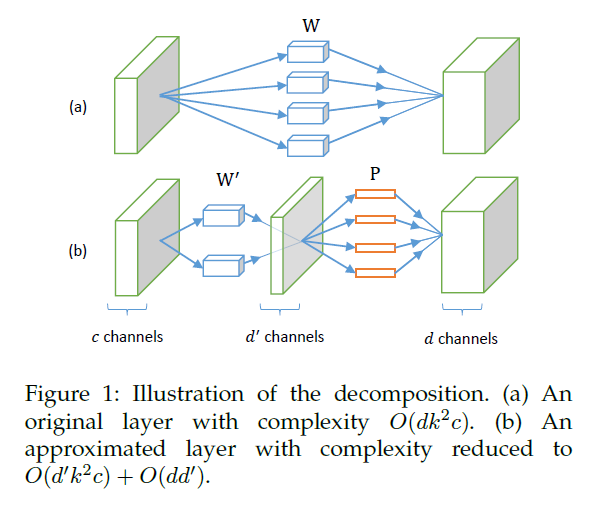 W
(a)
W′
P
(b)
c channels
d′ channels
d channels
Figure 1: Illustration of the decomposition. (a) An
original layer with complexity O(dk²c). (b) An
approximated layer with complexity reduced to
O(d′k²c) + O(dd′).